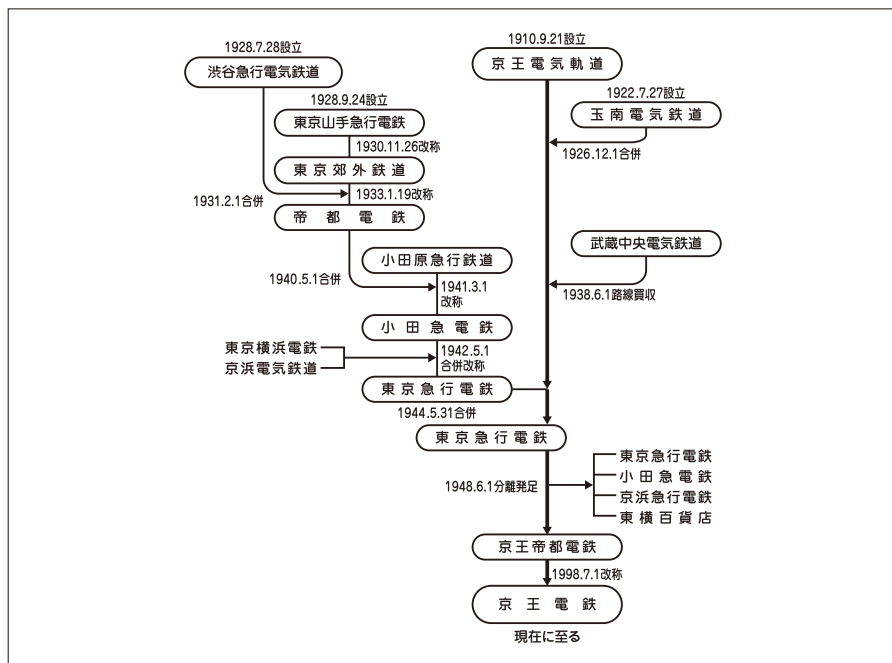 1928.7.28設立
渋谷急行電気鉄道
1928.9.24設立
東京山手急行電鉄
1930.11.26改称
東京郊外鉄道
1931.2.1合併
1933.1.19改称
帝都電鉄
1940.5.1合併
小田原急行鉄道
1941.3.1
改称
小田急電鉄
東京横浜電鉄
京浜電気鉄道
1942.5.1
合併改称
東京急行電鉄
1944.5.31合併
1910.9.21設立
京王電気軌道
1922.7.27設立
玉南電気鉄道
1926.12.1合併
武蔵中央電気鉄道
1938.6.1路線買収
東京急行電鉄
1948.6.1分離発足
東京急行電鉄
小田急電鉄
京浜急行電鉄
東横百貨店
京王帝都電鉄
1998.7.1改称
京王電鉄
現在に至る